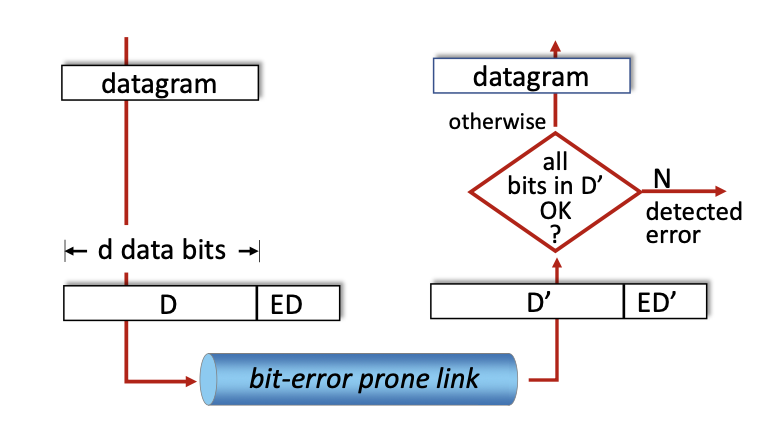 datagram
d data bits
D
ED
bit-error prone link
datagram
otherwise
all
bits in D’
OK
?
N
detected
error
D’
ED’